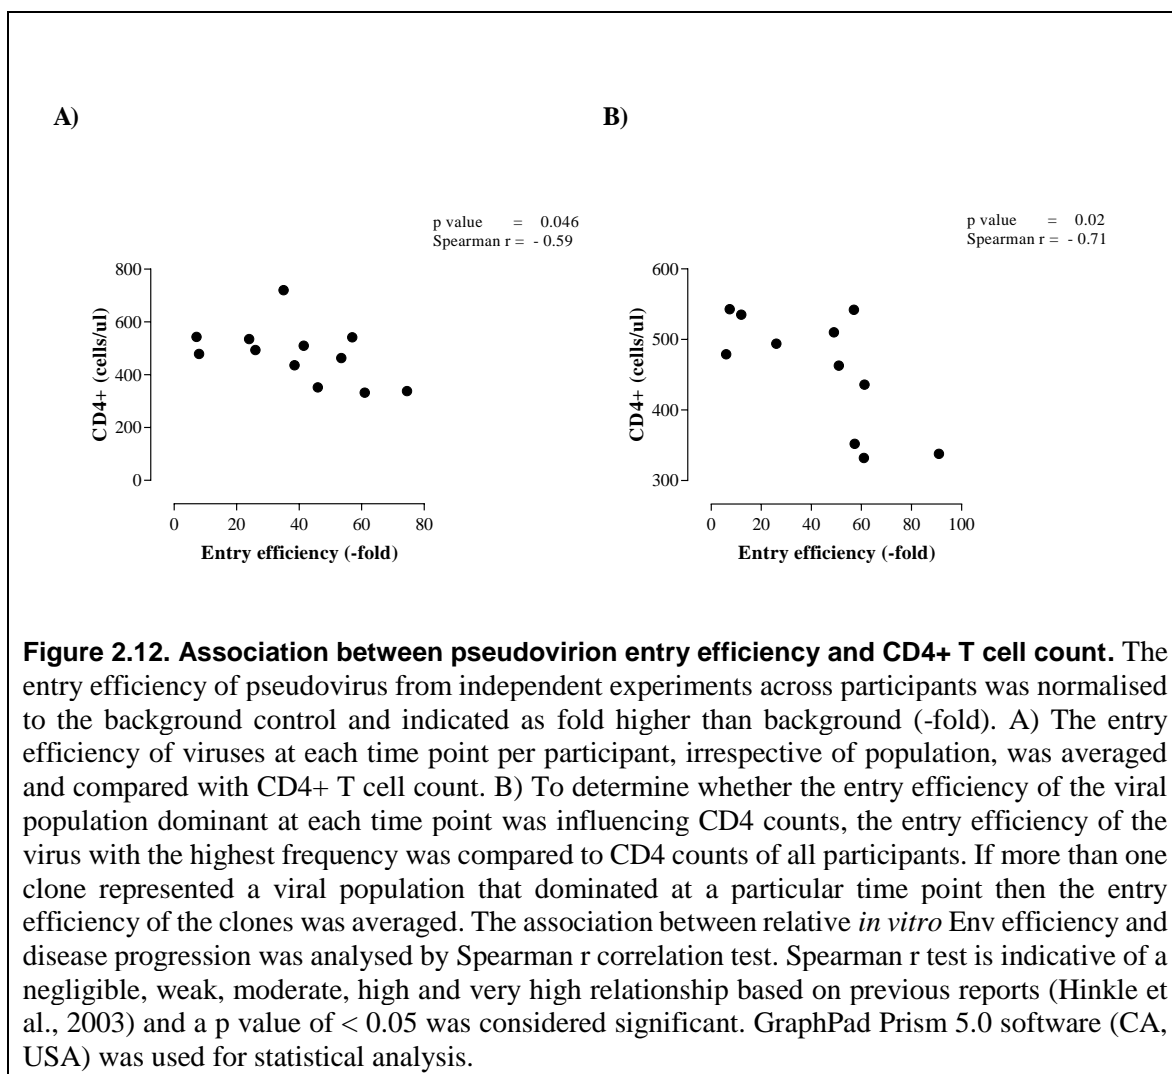 A)
B)
p value = 0.046
Spearman r = - 0.59
p value = 0.02
Spearman r = - 0.71
800
600
400
200
0
CD4+ (cells/ul)
0 20 40 60 80
Entry efficiency (-fold)
600
500
400
300
CD4+ (cells/ul)
0 20 40 60 80 100
Entry efficiency (-fold)
Figure 2.12. Association between pseudovirion entry efficiency and CD4+ T cell count. The
entry efficiency of pseudovirus from independent experiments across participants was normalised
to the background control and indicated as fold higher than background (-fold). A) The entry
efficiency of viruses at each time point per participant, irrespective of population, was averaged
and compared with CD4+ T cell count. B) To determine whether the entry efficiency of the viral
population dominant at each time point was influencing CD4 counts, the entry efficiency of the
virus with the highest frequency was compared to CD4 counts of all participants. If more than one
clone represented a viral population that dominated at a particular time point then the entry
efficiency of the clones was averaged. The association between relative in vitro Env efficiency and
disease progression was analysed by Spearman r correlation test. Spearman r test is indicative of a
negligible, weak, moderate, high and very high relationship based on previous reports (Hinkle et
al., 2003) and a p value of < 0.05 was considered significant. GraphPad Prism 5.0 software (CA,
USA) was used for statistical analysis.